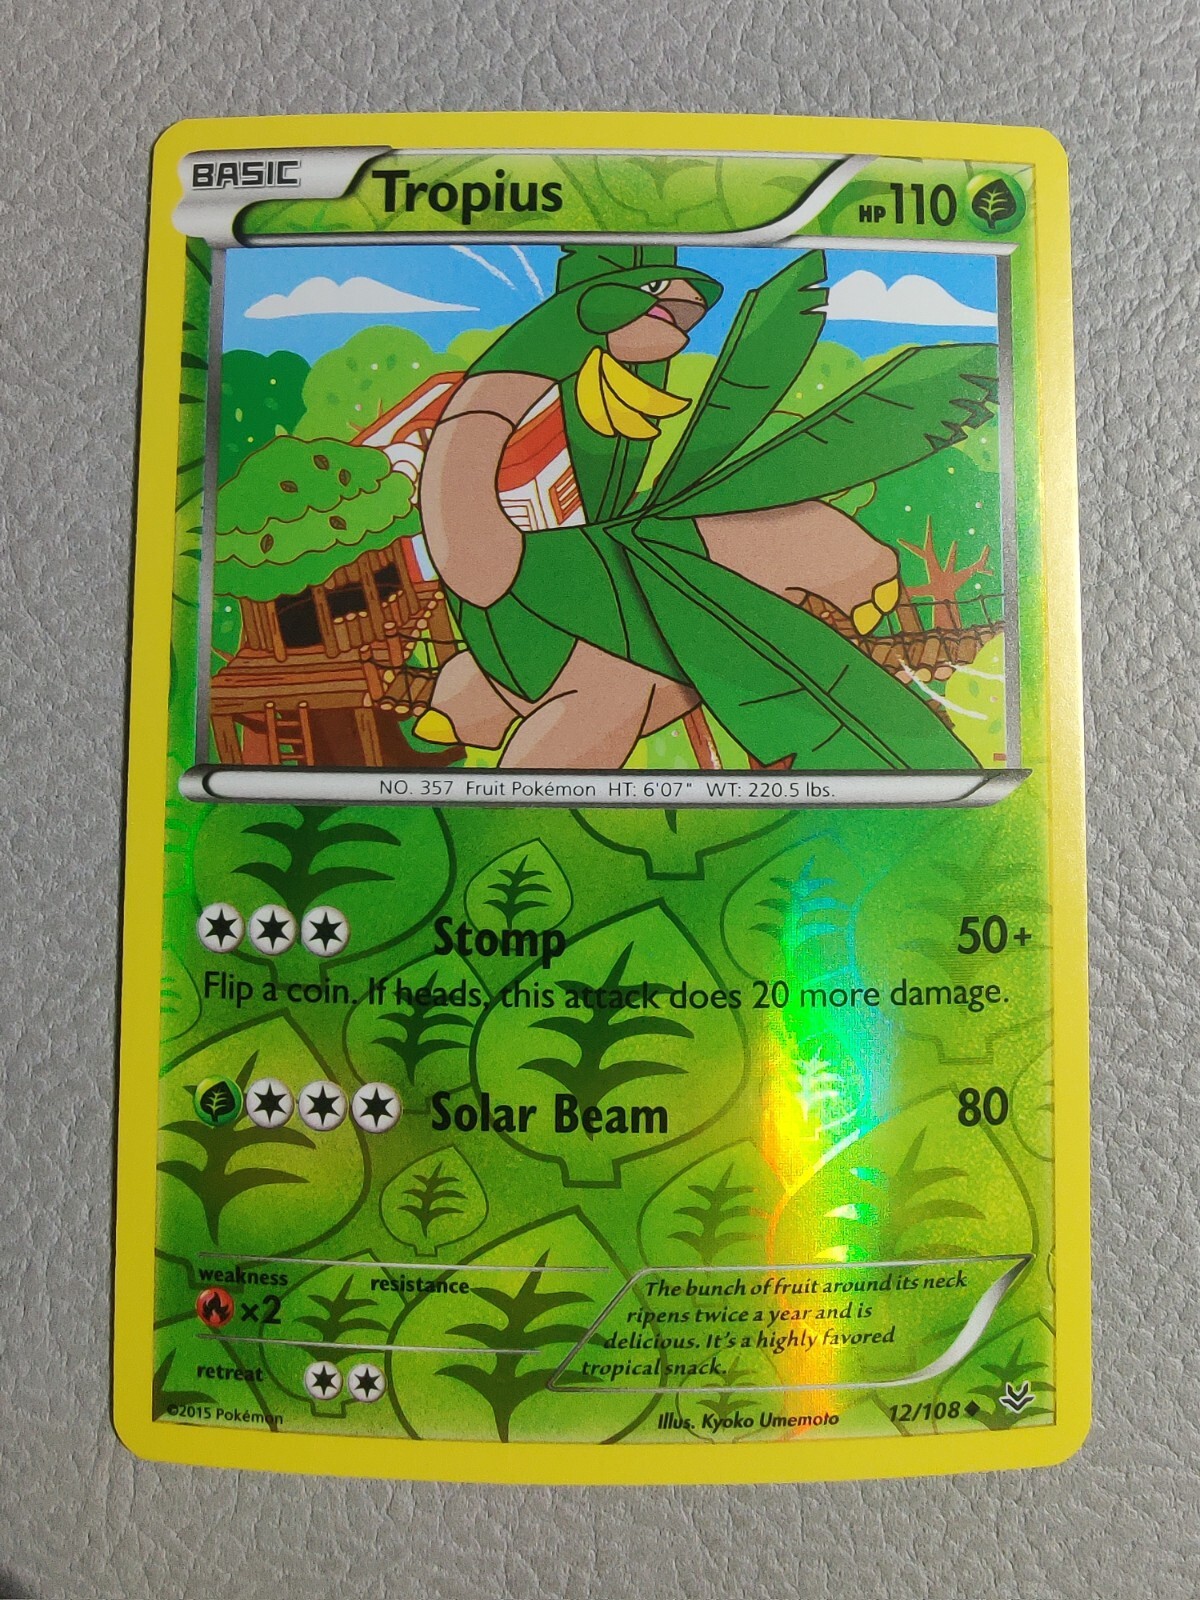 BASIC Tropius HP110
NO. 357 Fruit Pokémon HT: 6'07" WT: 220.5 lbs.
Stomp 50+
Flip a coin. If heads, this attack does 20 more damage.
Solar Beam 80
weakness resistance
×2
retreat
The bunch of fruit around its neck
ripens twice a year and is
delicious. It's a highly favored
tropical snack.
©2015 Pokémon Illus. Kyoko Umemoto 12/108